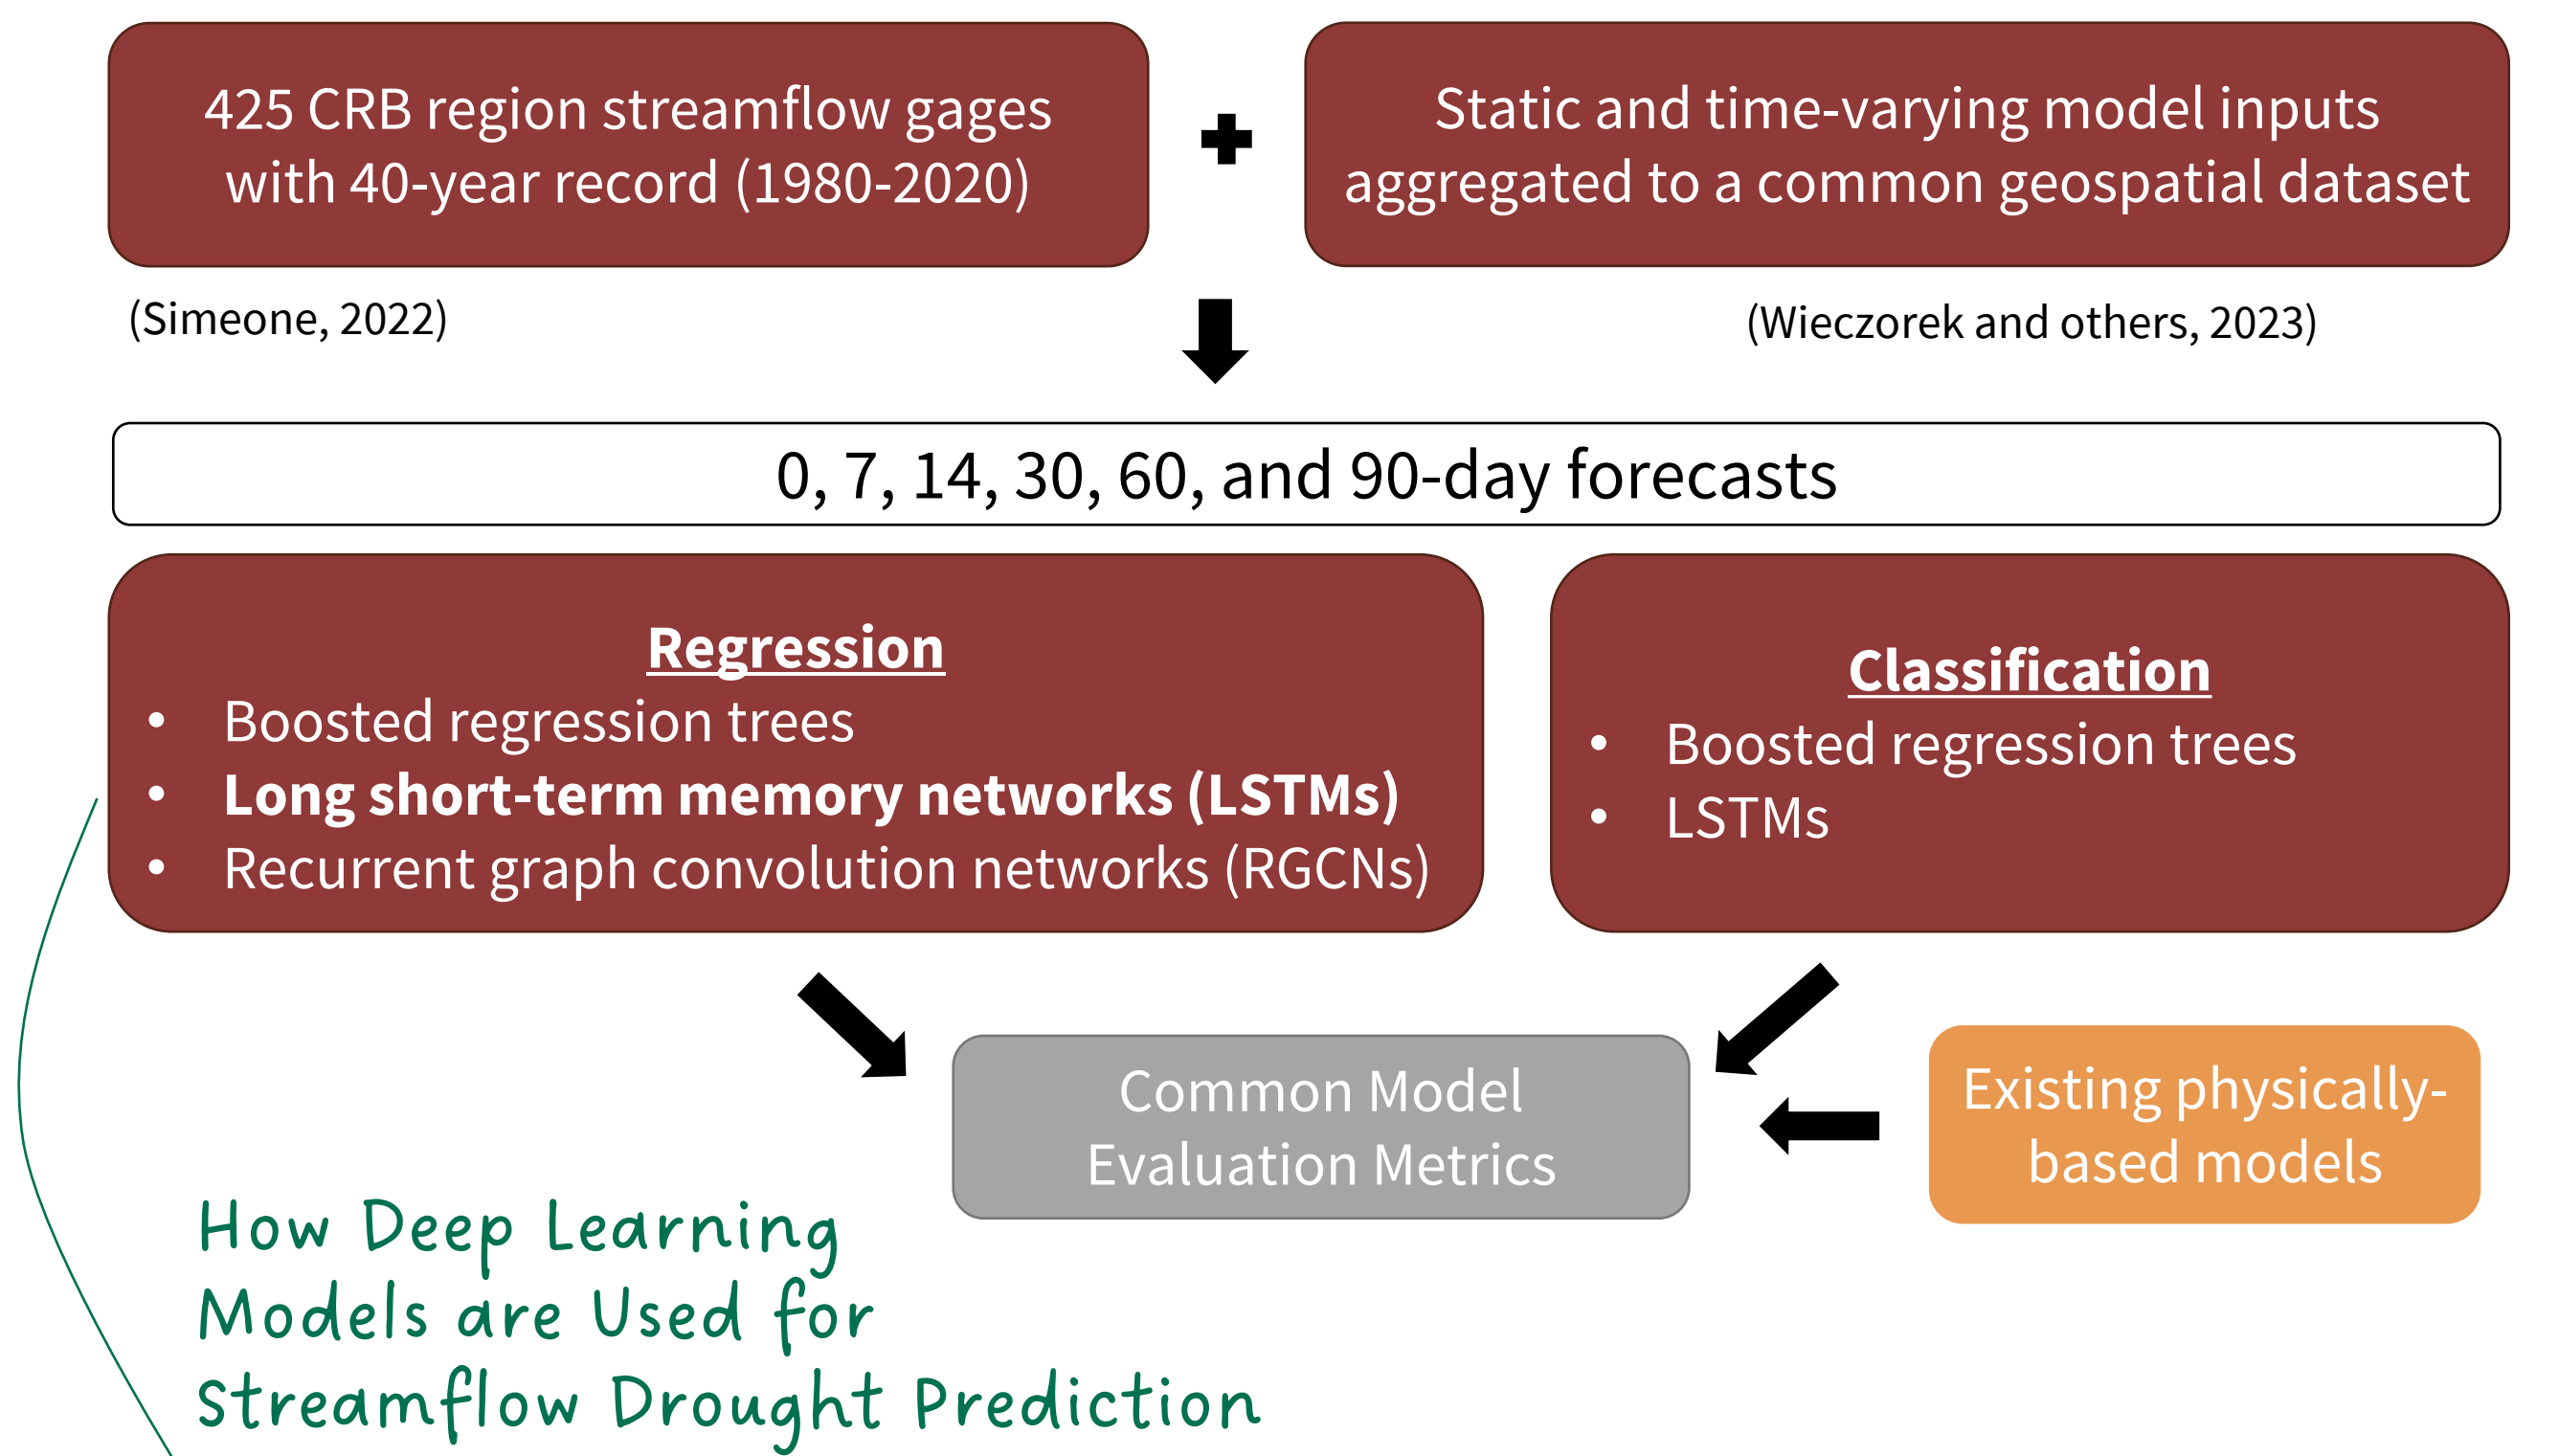 425 CRB region streamflow gages
with 40-year record (1980-2020)
Static and time-varying model inputs
aggregated to a common geospatial dataset
(Simeone, 2022)
(Wieczorek and others, 2023)
0, 7, 14, 30, 60, and 90-day forecasts
Regression
• Boosted regression trees
• Long short-term memory networks (LSTMs)
• Recurrent graph convolution networks (RGCNs)
Classification
• Boosted regression trees
• LSTMs
Common Model
Evaluation Metrics
Existing physically-
based models
How Deep Learning
Models are Used for
Streamflow Drought Prediction